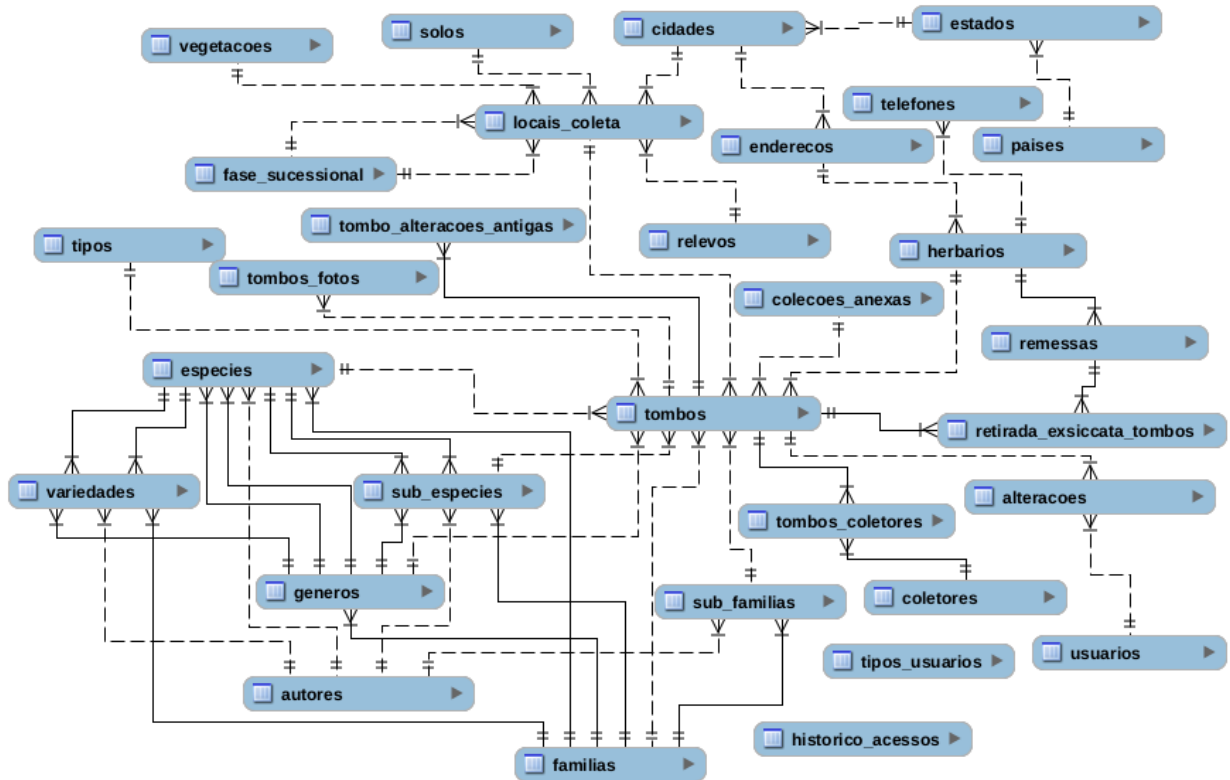 vegetacoes
solos
cidades
estados
locais_coleta
telefones
enderecos
paises
fase_sucessional
tipos
tombo_alteracoes_antigas
relevos
herbarios
tombos_fotos
colecoes_anexas
remessas
especies
tombos
retirada_exsiccata_tombos
variedades
sub_especies
alteracoes
tombos_coletores
generos
sub_familias
coletores
autores
tipos_usuarios
usuarios
historico_acessos
familias